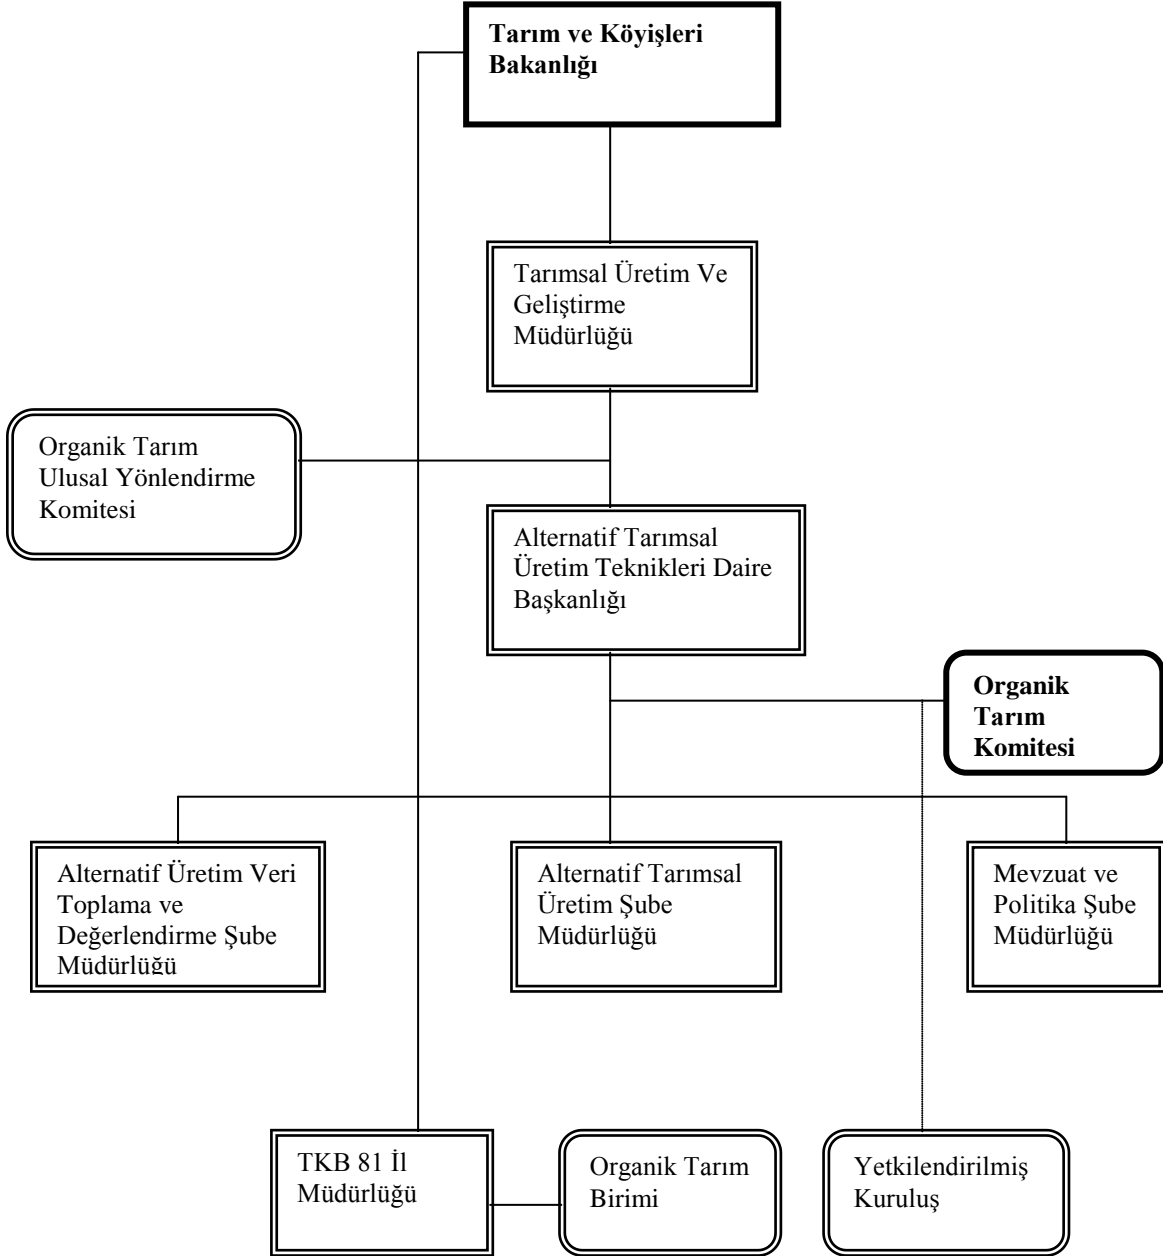 Tarım ve Köyişleri
Bakanlığı
Tarımsal Üretim Ve
Geliştirme
Müdürlüğü
Organik Tarım
Ulusal Yönlendirme
Komitesi
Alternatif Tarımsal
Üretim Teknikleri Daire
Başkanlığı
Organik
Tarım
Komitesi
Alternatif Üretim Veri
Toplama ve
Değerlendirme Şube
Müdürlüğü
Alternatif Tarımsal
Üretim Şube
Müdürlüğü
Mevzuat ve
Politika Şube
Müdürlüğü
TKB 81 İl
Müdürlüğü
Organik Tarım
Birimi
Yetkilendirilmiş
Kuruluş